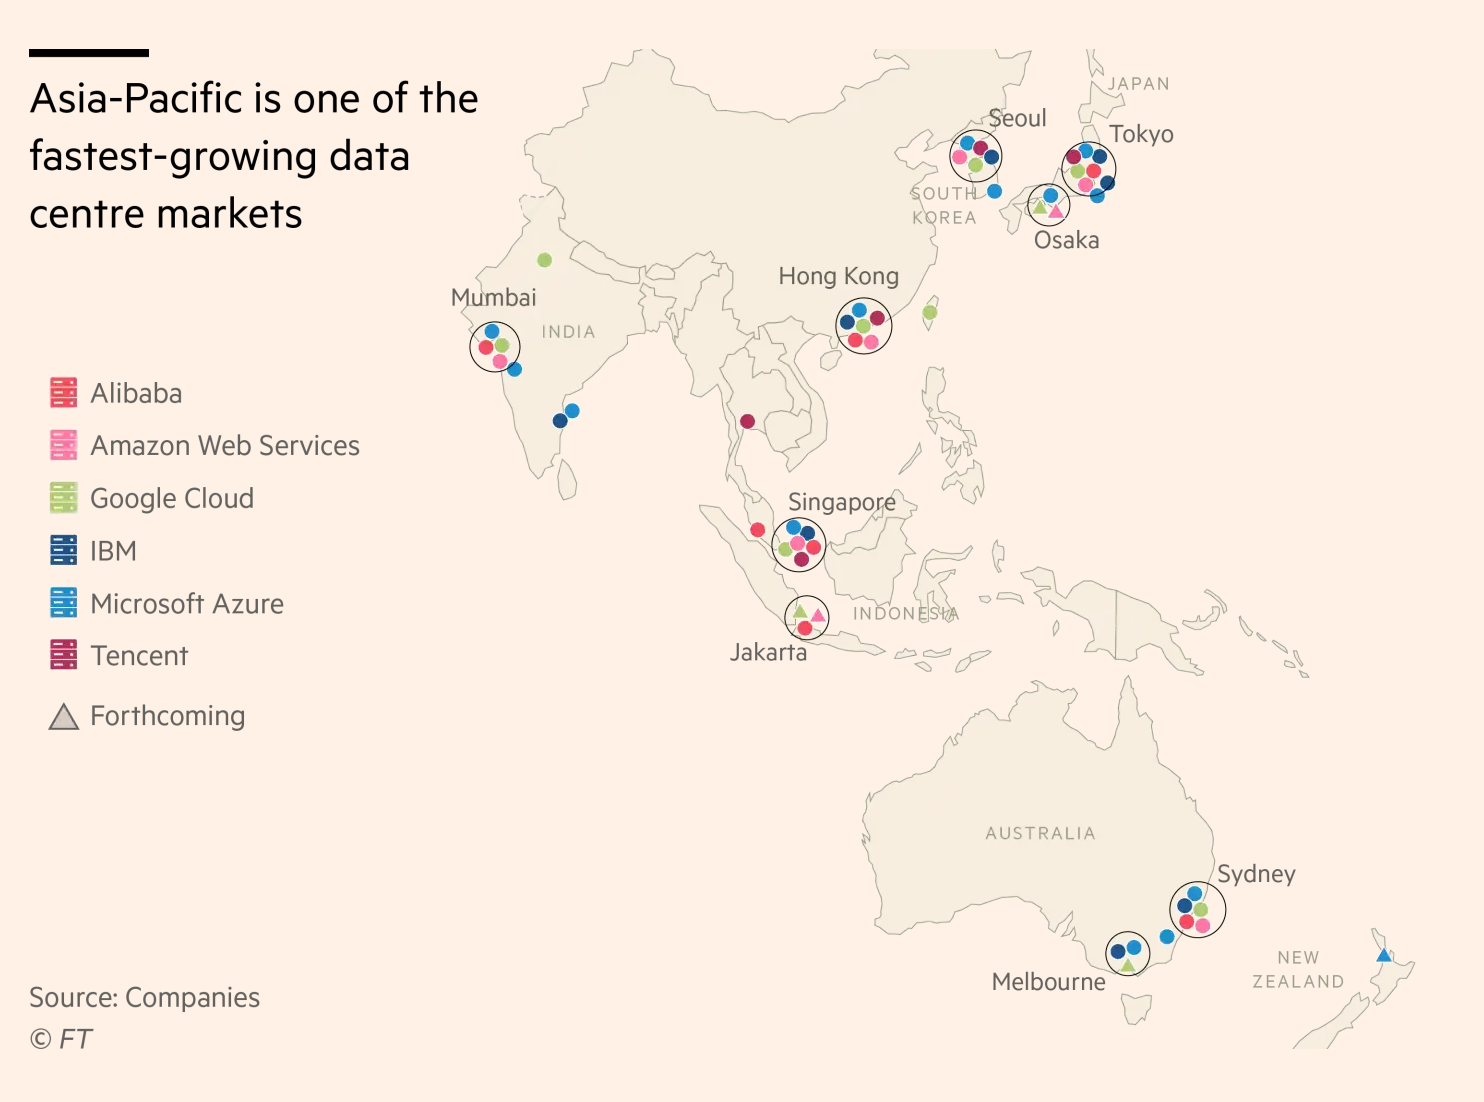 Asia-Pacific is one of the
fastest-growing data
centre markets
Alibaba
Amazon Web Services
Google Cloud
IBM
Microsoft Azure
Tencent
Forthcoming
JAPAN
Seoul
Tokyo
SOUTH
KOREA
Osaka
Hong Kong
Mumbai
INDIA
Singapore
INDONESIA
Jakarta
AUSTRALIA
Sydney
Melbourne
NEW
ZEALAND
Source: Companies
© FT